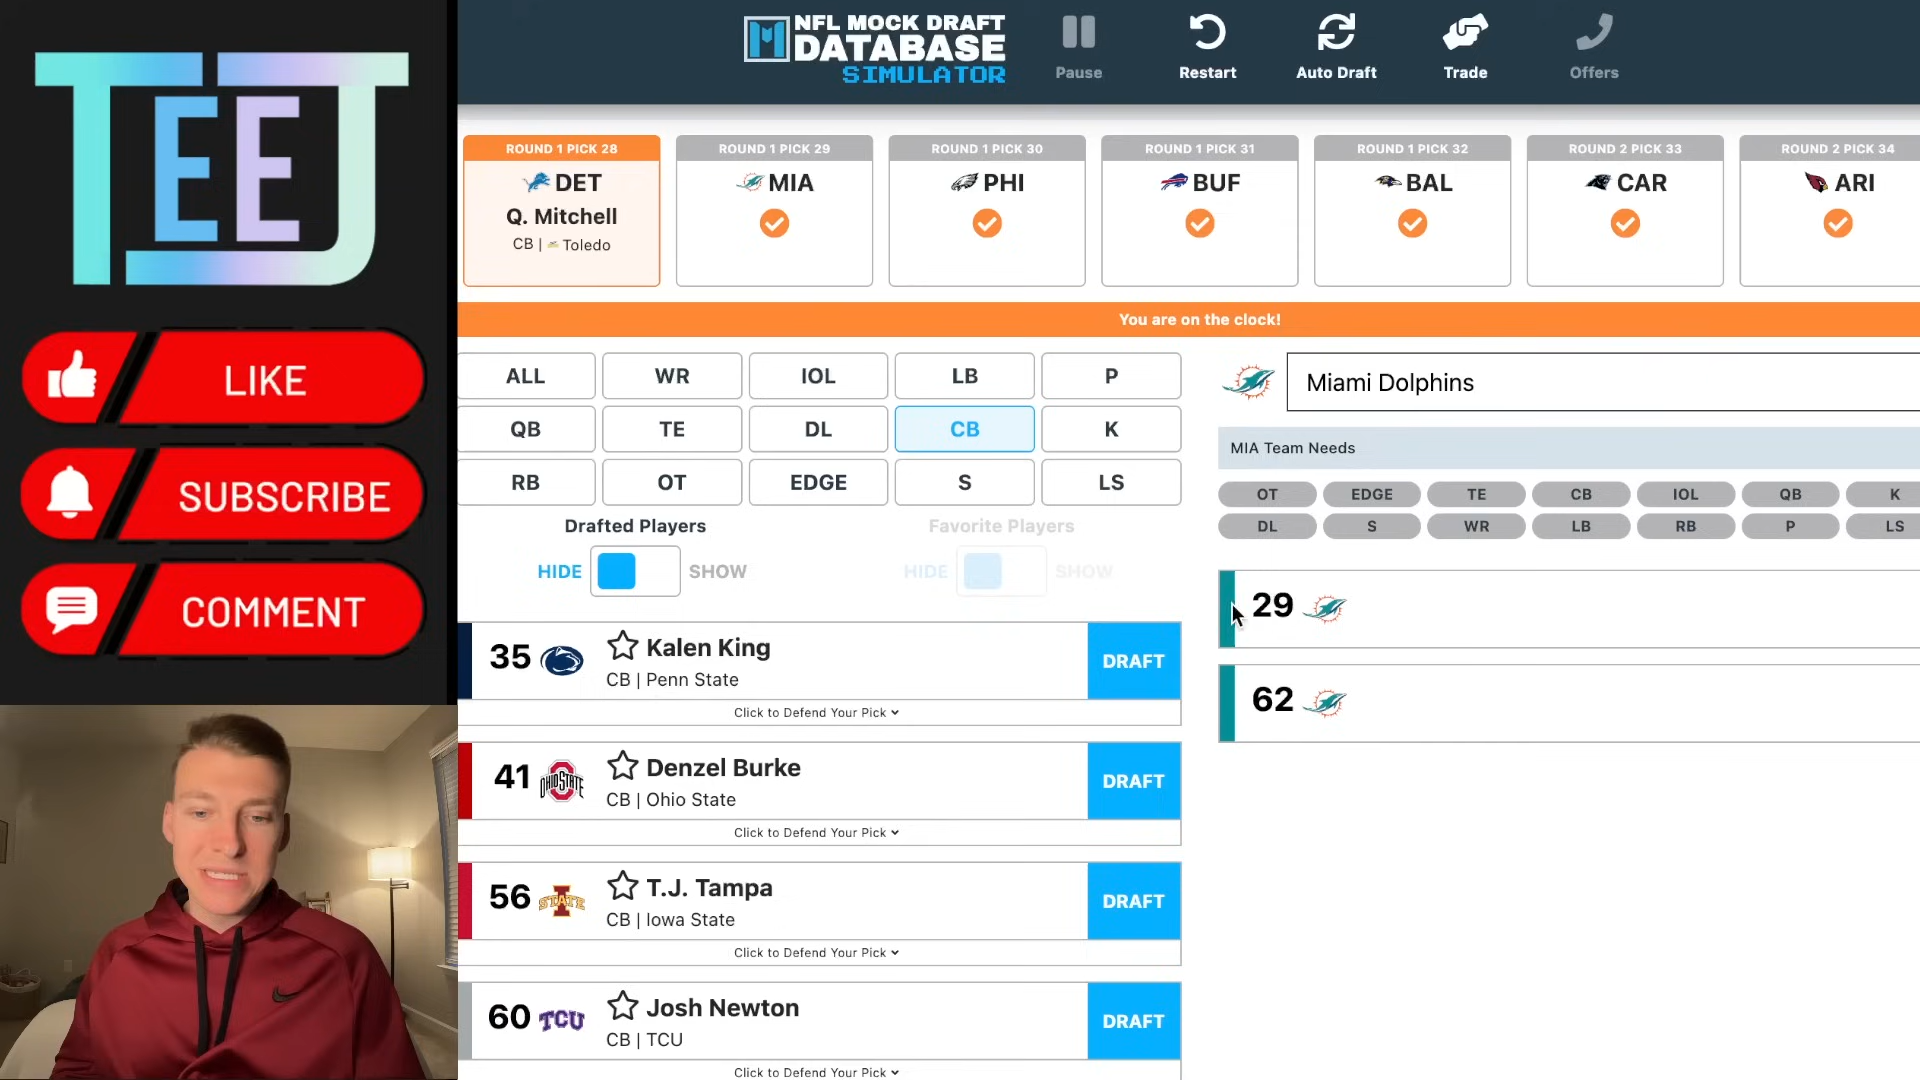 TEEJ
LIKE
SUBSCRIBE
COMMENT
NFL MOCK DRAFT
DATABASE
SIMULATOR
Pause
Restart
Auto Draft
Trade
Offers
ROUND 1 PICK 28
DET
Q. Mitchell
CB | Toledo
ROUND 1 PICK 29
MIA
ROUND 1 PICK 30
PHI
ROUND 1 PICK 31
BUF
ROUND 1 PICK 32
BAL
ROUND 2 PICK 33
CAR
ROUND 2 PICK 34
ARI
You are on the clock!
ALL WR IOL LB P
QB TE DL CB K
RB OT EDGE S LS
Drafted Players
HIDE SHOW
Favorite Players
HIDE SHOW
35 Kalen King
CB | Penn State
DRAFT
Click to Defend Your Pick
41 OHIO STATE Denzel Burke
CB | Ohio State
DRAFT
Click to Defend Your Pick
56 STATE T.J. Tampa
CB | Iowa State
DRAFT
Click to Defend Your Pick
60 TCU Josh Newton
CB | TCU
DRAFT
Click to Defend Your Pick
Miami Dolphins
MIA Team Needs
OT EDGE TE CB IOL QB K
DL S WR LB RB P LS
29
62